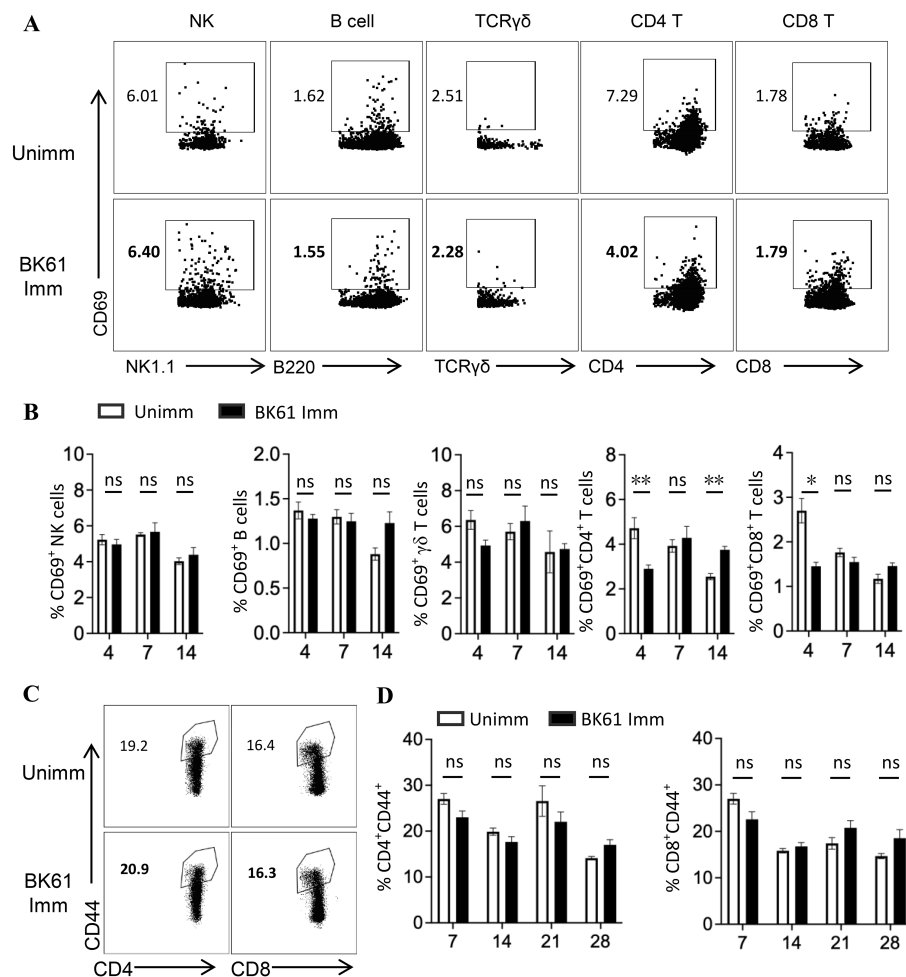 A
NK B cell TCRγδ CD4 T CD8 T
Unimm
6.01 1.62 2.51 7.29 1.78
BK61
Imm
6.40 1.55 2.28 4.02 1.79
CD69
NK1.1 B220 TCRγδ CD4 CD8
B
Unimm BK61 Imm
% CD69⁺ NK cells
10
8
6
4
2
0
ns ns ns
4 7 14
% CD69⁺ B cells
2.0
1.5
1.0
0.5
0.0
ns ns ns
4 7 14
% CD69⁺ γδ T cells
10
8
6
4
2
0
ns ns ns
4 7 14
% CD69⁺CD4⁺ T cells
10
8
6
4
2
0
** ns **
4 7 14
% CD69⁺CD8⁺ T cells
4
3
2
1
0
* ns ns
4 7 14
C
Unimm
19.2 16.4
BK61
Imm
20.9 16.3
CD44
CD4 CD8
D
Unimm BK61 Imm
% CD4⁺CD44⁺
40
30
20
10
0
ns ns ns ns
7 14 21 28
% CD8⁺CD44⁺
40
30
20
10
0
ns ns ns ns
7 14 21 28